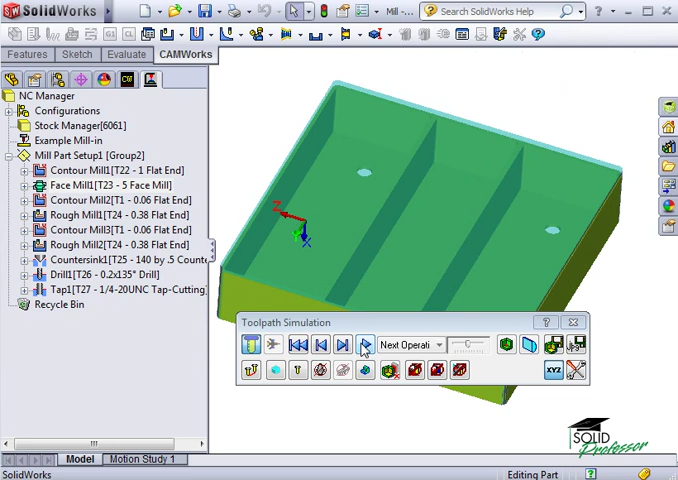 SOLIDWORKS
Mill -
Search SolidWorks Help
Features
Sketch
Evaluate
CAMWorks
NC Manager
Configurations
Stock Manager[6061]
Example Mill-in
Mill Part Setup1 [Group2]
Contour Mill1[T22 - 1 Flat End]
Face Mill1[T23 - 5 Face Mill]
Contour Mill2[T1 - 0.06 Flat End]
Rough Mill1[T24 - 0.38 Flat End]
Contour Mill3[T1 - 0.06 Flat End]
Rough Mill2[T24 - 0.38 Flat End]
Countersink1[T25 - 140 by .5 Counte
Drill1[T26 - 0.2x135° Drill]
Tap1[T27 - 1/4-20UNC Tap-Cutting
Recycle Bin
Z
Y
X
Toolpath Simulation
Next Operati
XYZ
SOLID
Professor
Model
Motion Study 1
SolidWorks
Editing Part